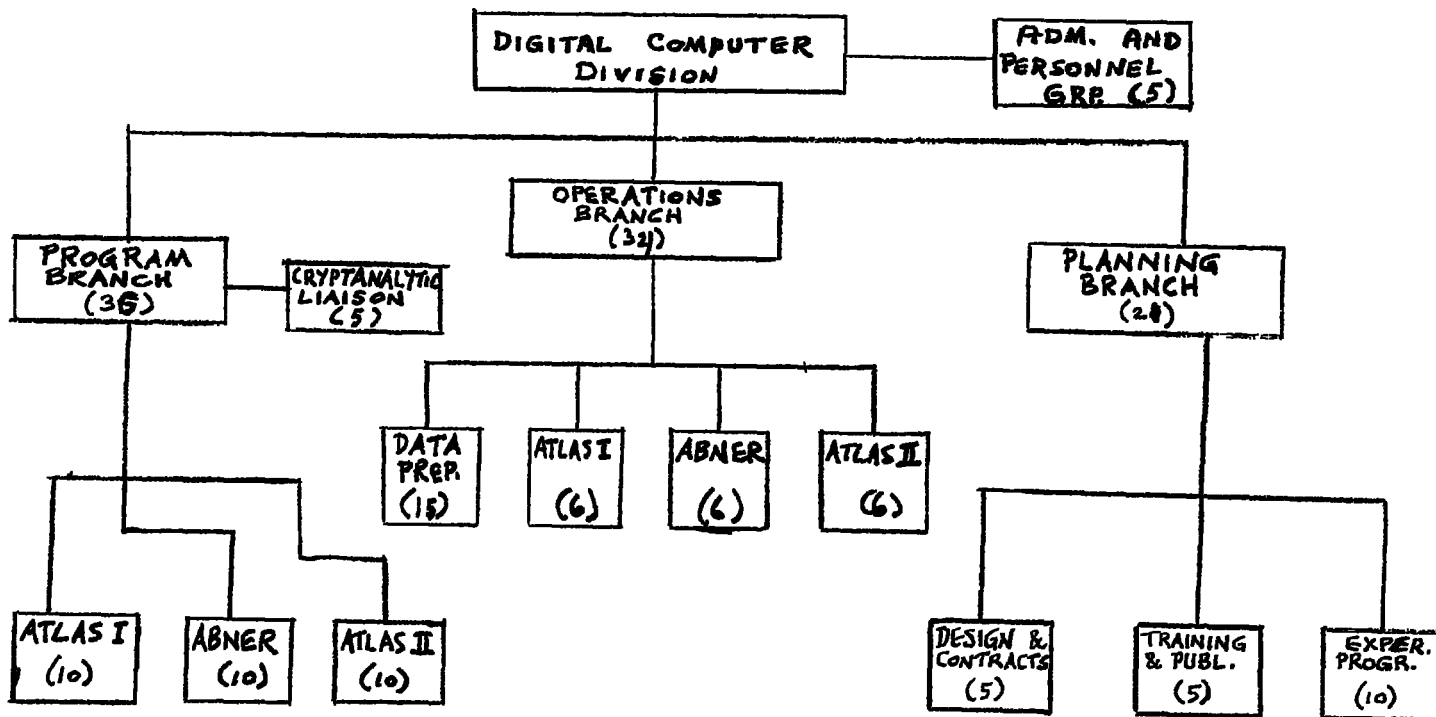 DIGITAL COMPUTER
DIVISION
ADM. AND
PERSONNEL
GRP. (5)
OPERATIONS
BRANCH
PROGRAM
BRANCH
CRYPTANALYTIC
LIAISON
(5)
PLANNING
BRANCH
DATA
PREP.
(15)
ATLAS I
(6)
ABNER
(6)
ATLAS II
(6)
ATLAS I
(10)
ABNER
(10)
ATLAS II
(10)
DESIGN &
CONTRACTS
(5)
TRAINING
& PUBL.
(5)
EXPER.
PROGR.
(10)